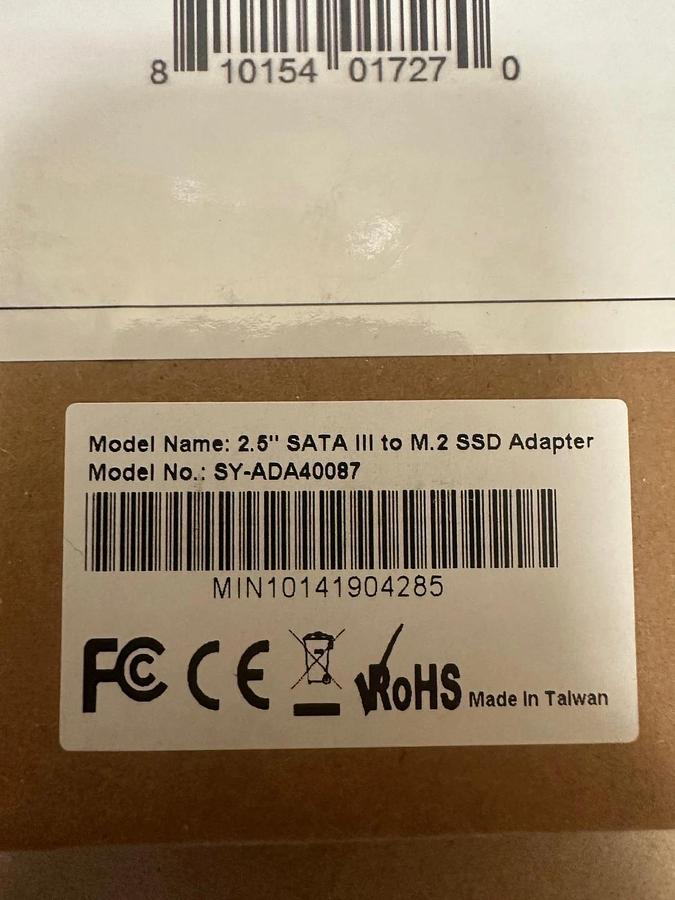 8 10154 01727 0
Model Name: 2.5" SATA III to M.2 SSD Adapter
Model No.: SY-ADA40087
MIN10141904285
FC CE RoHS Made In Taiwan